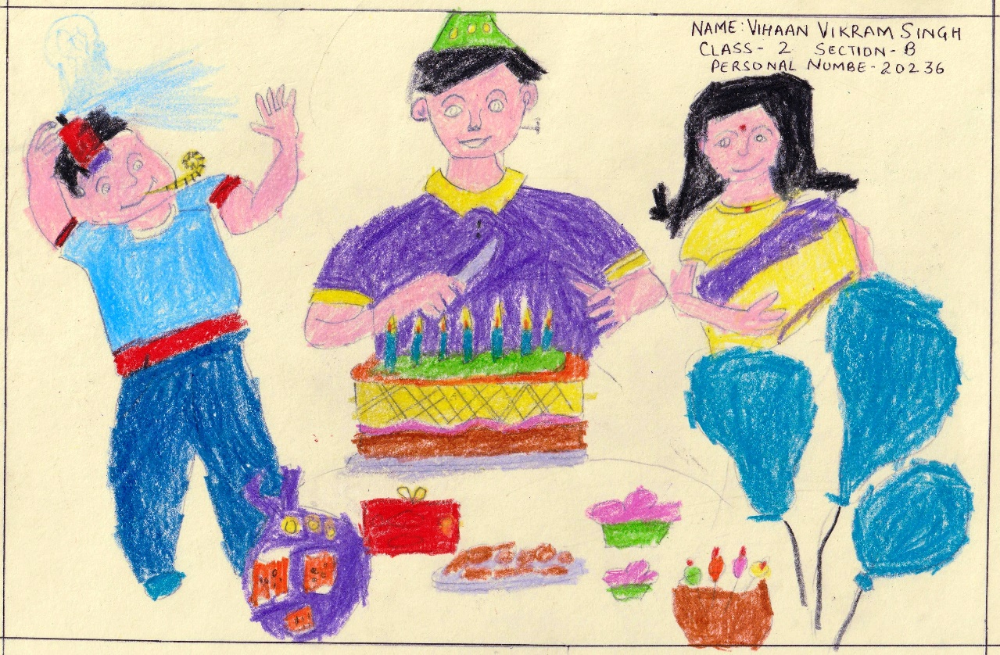 NAME: VIHAAN VIKRAM SINGH
CLASS- 2 SECTION- B
PERSONAL NUMBE- 20236